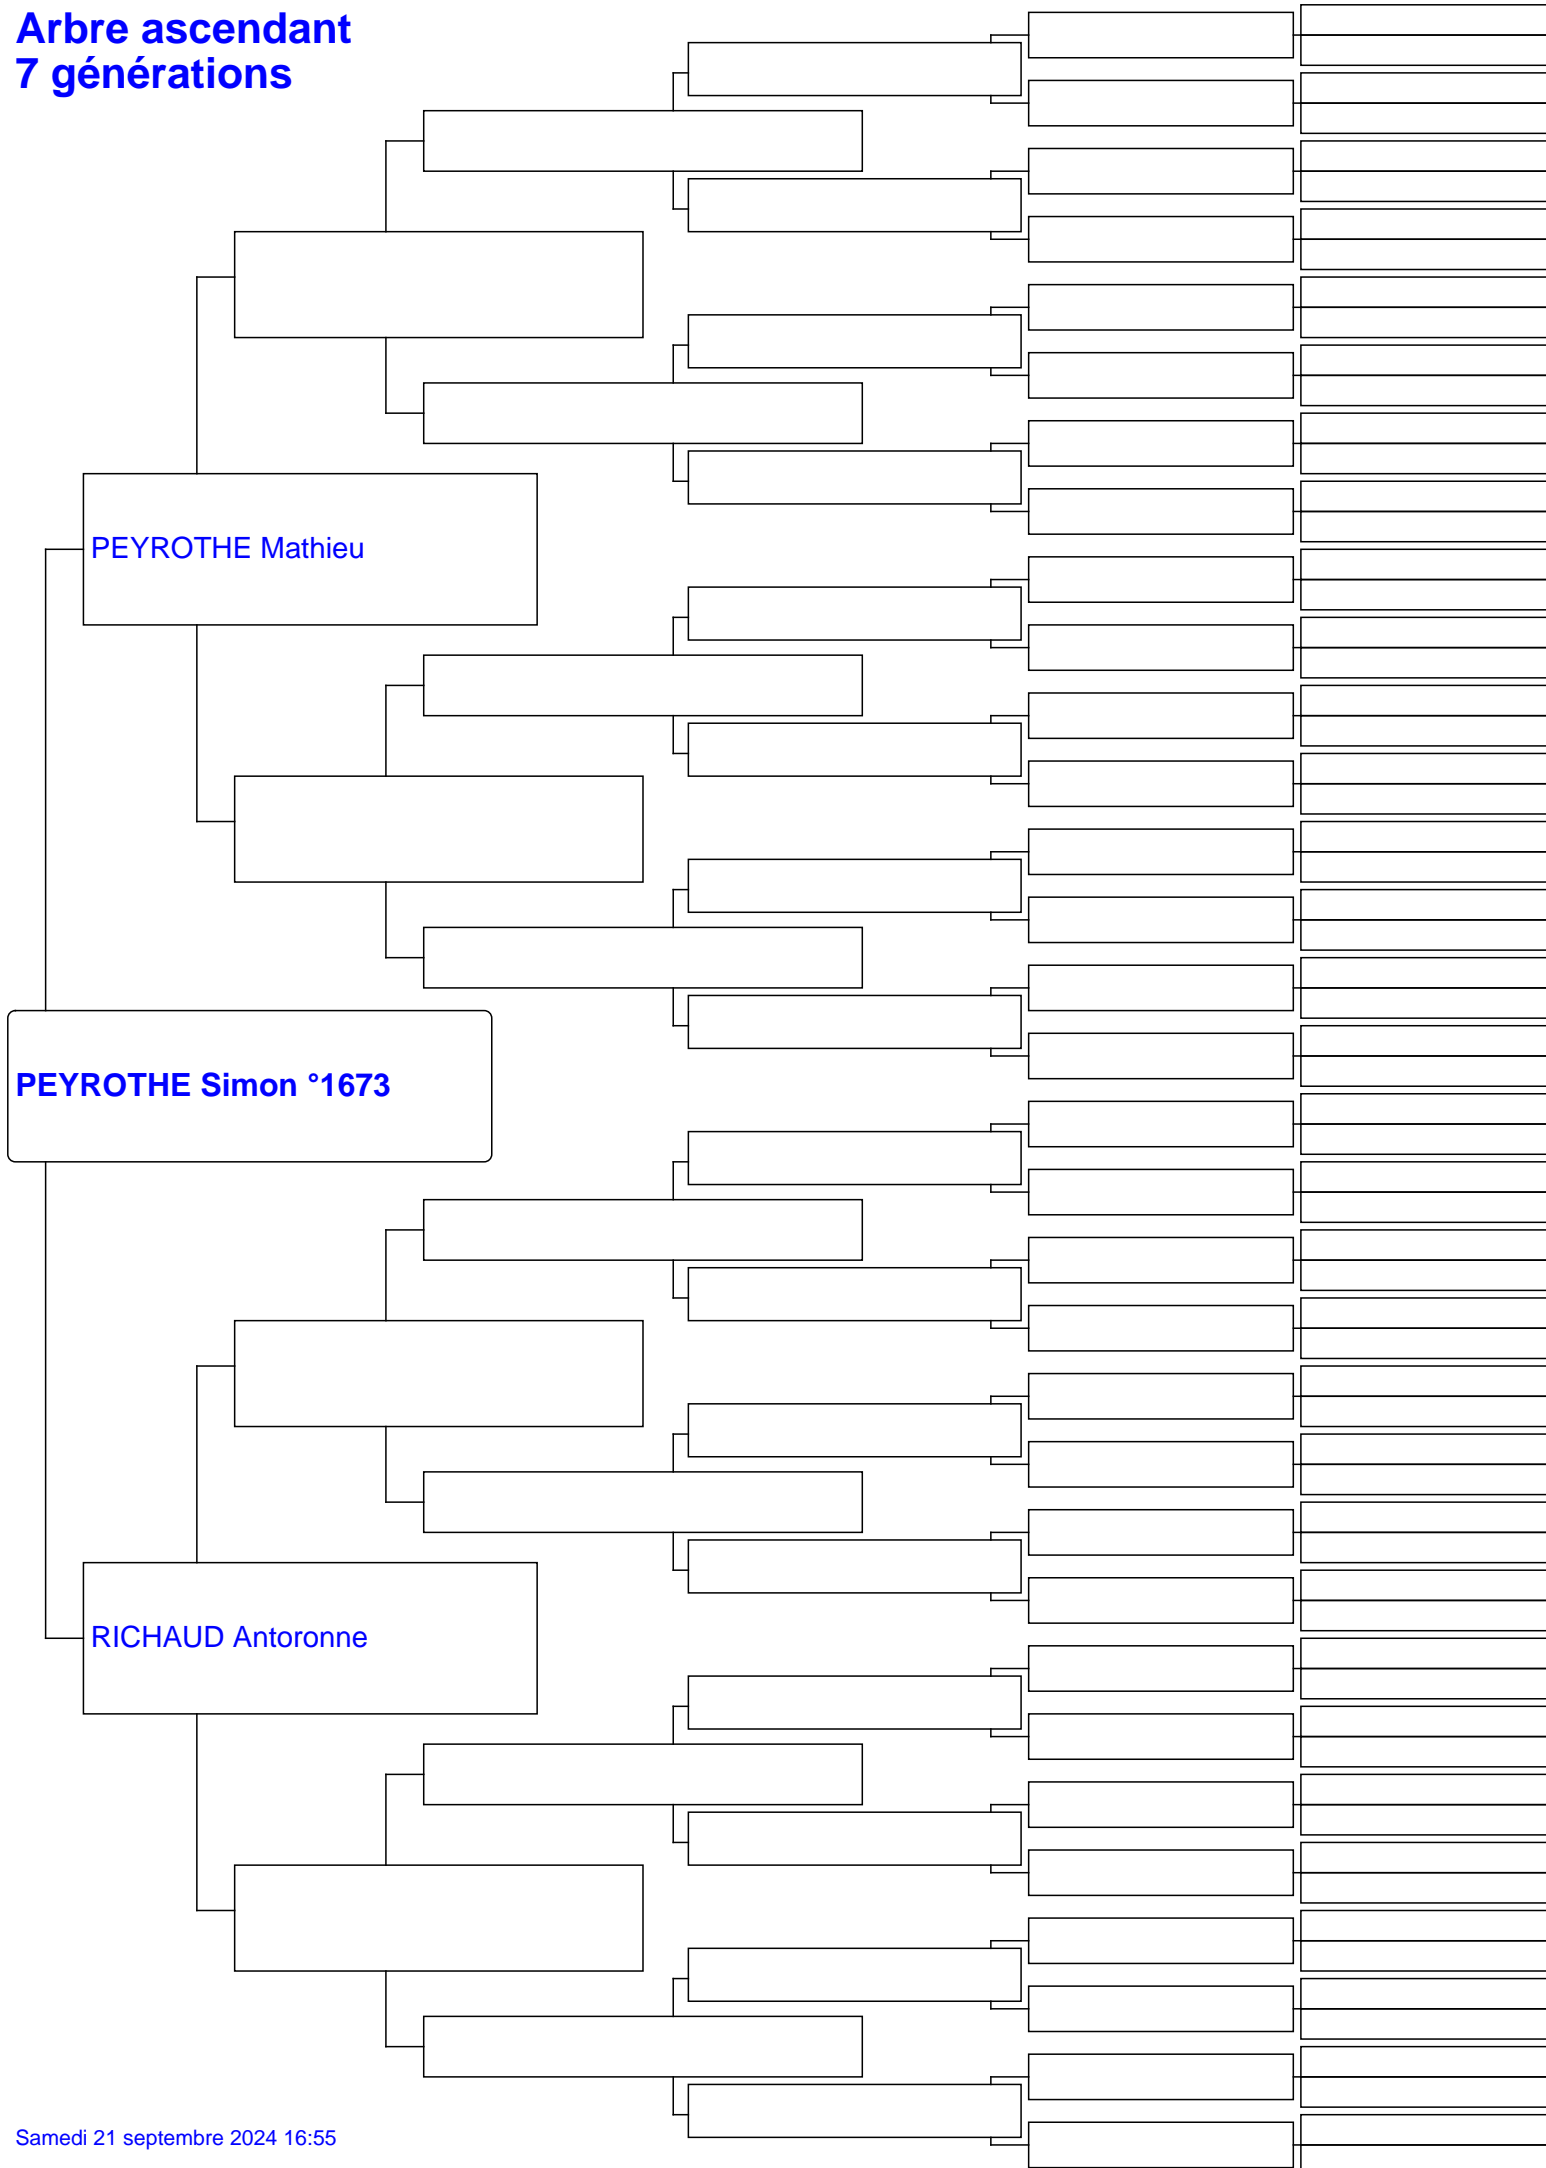 Arbre ascendant
7 générations
PEYROTHE Mathieu
PEYROTHE Simon °1673
RICHAUD Antoronne
Samedi 21 septembre 2024 16:55